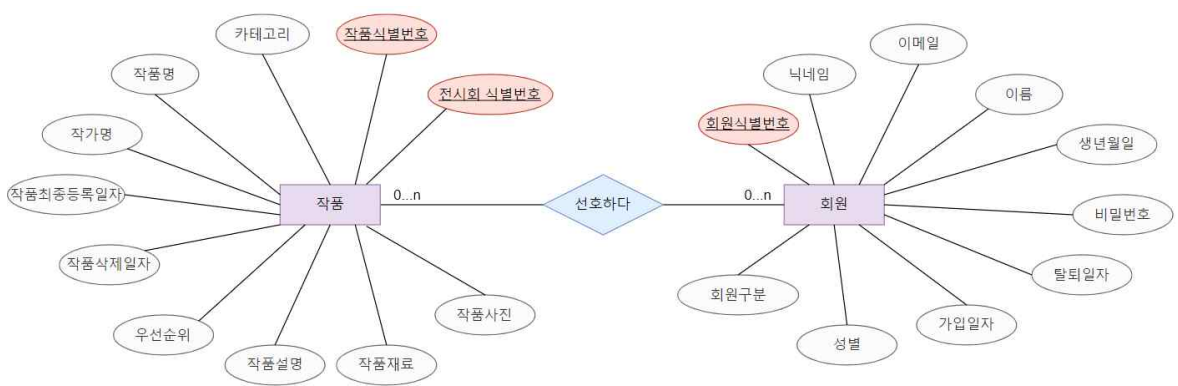 카테고리
작품식별번호
작품명
전시회 식별번호
작가명
작품최종등록일자
작품
0...n
작품삭제일자
우선순위
작품설명
작품재료
작품사진
선호하다
이메일
닉네임
이름
회원식별번호
생년월일
0...n
회원
비밀번호
탈퇴일자
회원구분
가입일자
성별